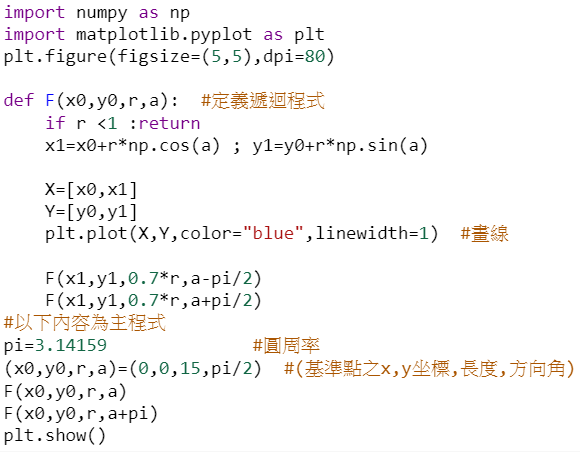 import numpy as np
import matplotlib.pyplot as plt
plt.figure(figsize=(5,5),dpi=80)
def F(x0,y0,r,a):  #定義遞迴程式
    if r <1 :return
    x1=x0+r*np.cos(a) ; y1=y0+r*np.sin(a)
    X=[x0,x1]
    Y=[y0,y1]
    plt.plot(X,Y,color="blue",linewidth=1)  #畫線
    F(x1,y1,0.7*r,a-pi/2)
    F(x1,y1,0.7*r,a+pi/2)
#以下內容為主程式
pi=3.14159              #圓周率
(x0,y0,r,a)=(0,0,15,pi/2)  #(基準點之x,y坐標,長度,方向角)
F(x0,y0,r,a)
F(x0,y0,r,a+pi)
plt.show()